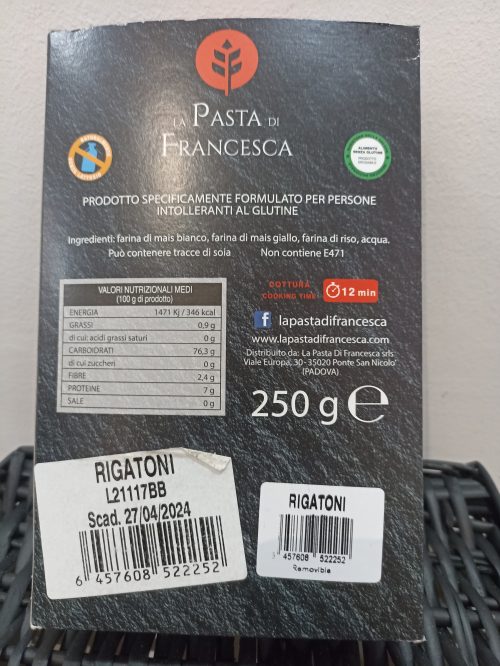 LA PASTA DI
FRANCESCA
ALIMENTO
SENZA GLUTINE
PRODOTTO SPECIFICAMENTE FORMULATO PER PERSONE
INTOLLERANTI AL GLUTINE
Ingredienti: farina di mais bianco, farina di mais giallo, farina di riso, acqua.
Può contenere tracce di soia Non contiene E471
VALORI NUTRIZIONALI MEDI
(100 g di prodotto)
ENERGIA 1471 Kj / 346 kcal
GRASSI 0,9 g
di cui: acidi grassi saturi 0 g
CARBOIDRATI 76,3 g
di cui zuccheri 0 g
FIBRE 2,4 g
PROTEINE 7 g
SALE 0 g
COTTURA
COOKING TIME 12 min
f lapastadifrancesca
www.lapastadifrancesca.com
Distribuito da: La Pasta Di Francesca srls
Viale Europa, 30 - 35020 Ponte San Nicolo'
(PADOVA)
250 g e
RIGATONI
L21117BB
Scad. 27/04/2024
6 457608 522252
RIGATONI
457608 522252
Removibile